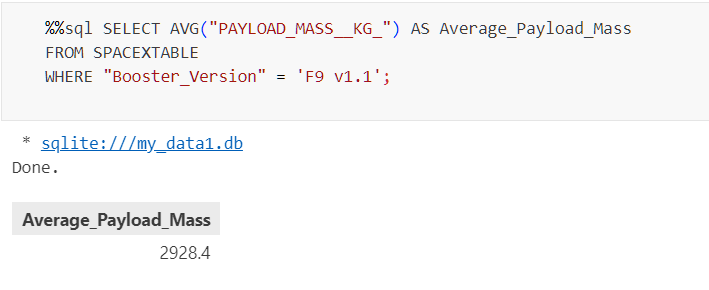 %%sql SELECT AVG("PAYLOAD_MASS__KG_") AS Average_Payload_Mass
FROM SPACEXTABLE
WHERE "Booster_Version" = 'F9 v1.1';
* sqlite:///my_data1.db
Done.
Average_Payload_Mass
2928.4